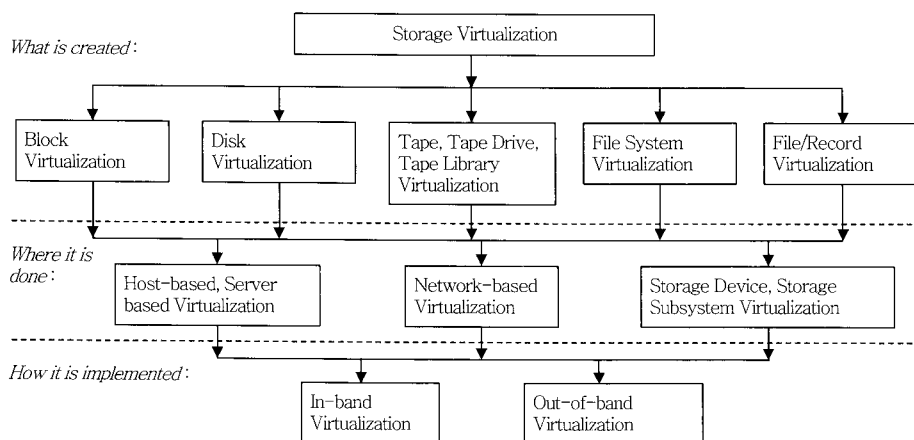 What is created :
Storage Virtualization
Block
Virtualization
Disk
Virtualization
Tape, Tape Drive,
Tape Library
Virtualization
File System
Virtualization
File/Record
Virtualization
Where it is
done :
Host-based, Server
based Virtualization
Network-based
Virtualization
Storage Device, Storage
Subsystem Virtualization
How it is implemented :
In-band
Virtualization
Out-of-band
Virtualization